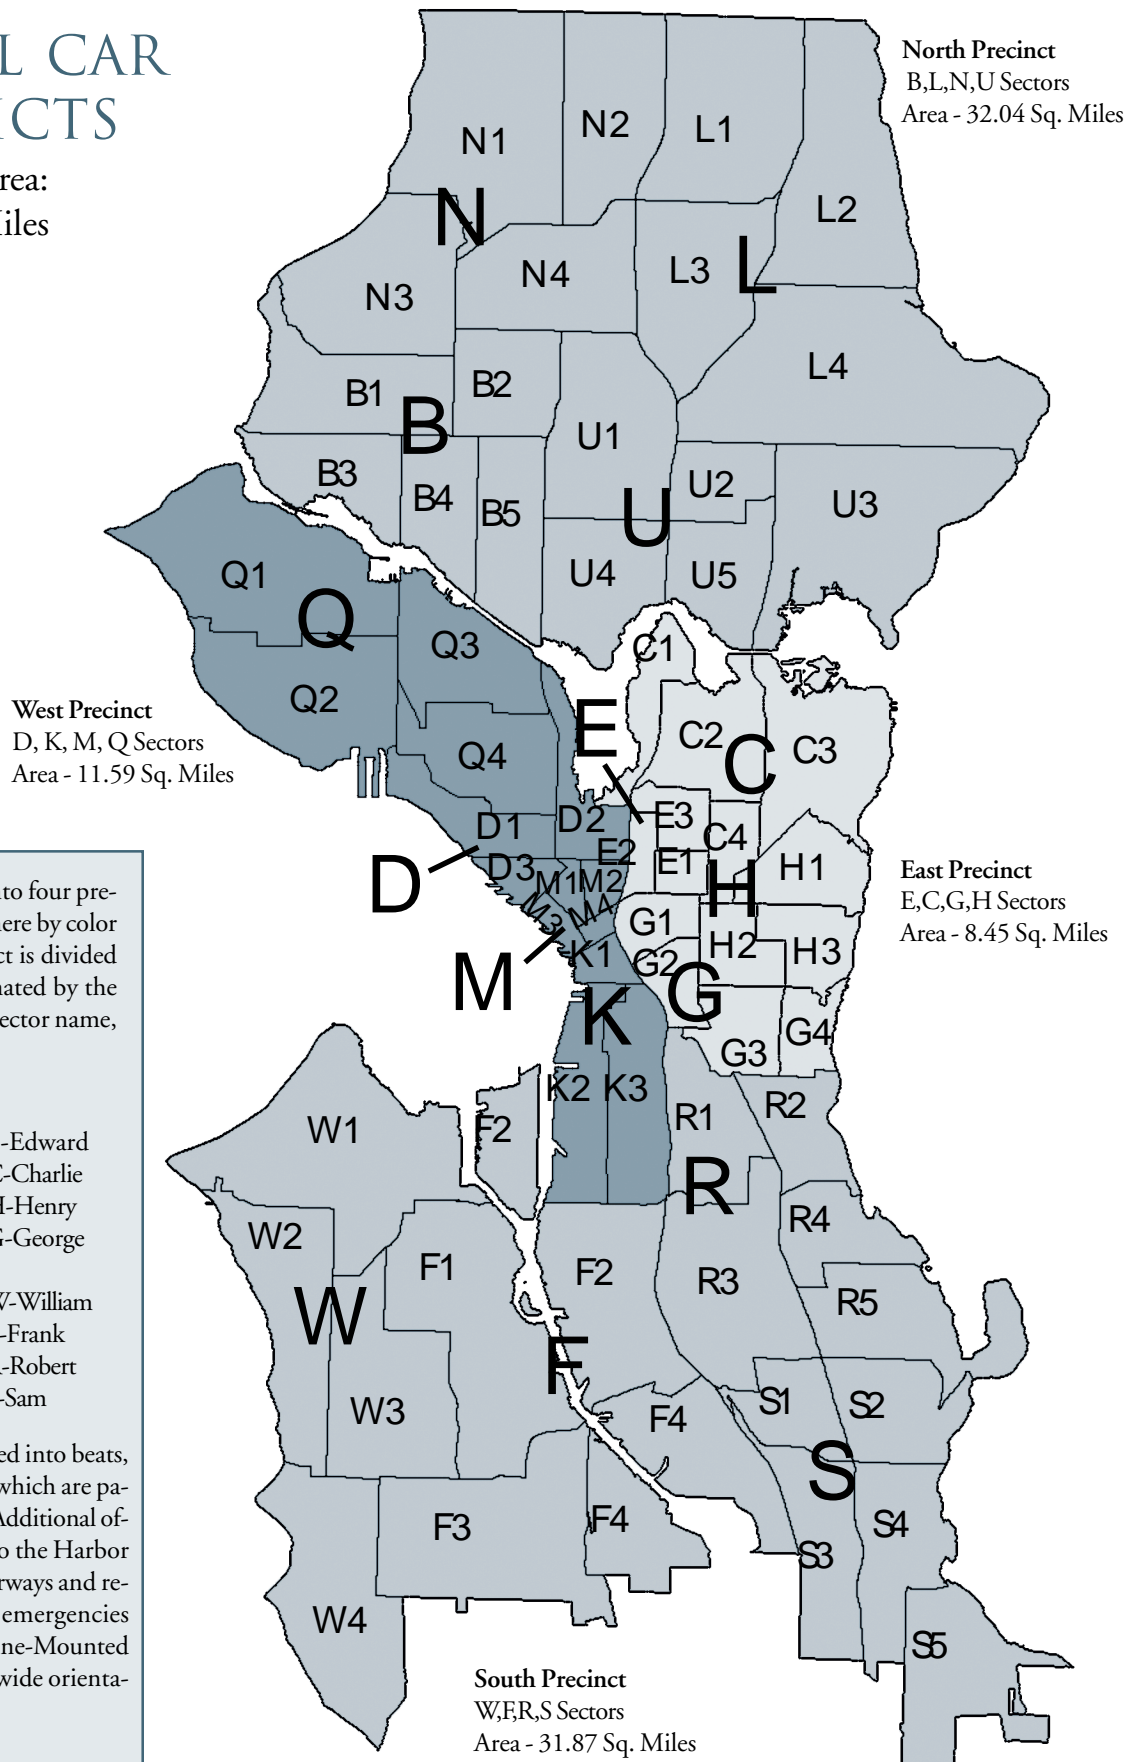 L CAR
ICTS
rea:
iles
North Precinct
B,L,N,U Sectors
Area - 32.04 Sq. Miles
N1
N2
L1
L2
N
N3
N4
L3
L
L4
B1
B2
B
U1
B3
B4
B5
U2
U3
U
U4
U5
Q1
Q
Q2
Q3
Q4
C1
E
C2
C
C3
West Precinct
D, K, M, Q Sectors
Area - 11.59 Sq. Miles
D1
D2
D3
D
E3
E2
E1
C4
H
H1
M1
M2
M3
M4
M
G1
G2
G
H2
H3
K1
K
G3
G4
East Precinct
E,C,G,H Sectors
Area - 8.45 Sq. Miles
nto four pre-
here by color
ct is divided
nated by the
ector name,
-Edward
C-Charlie
H-Henry
G-George
W-William
-Frank
R-Robert
-Sam
ed into beats,
which are pa-
Additional of-
o the Harbor
rways and re-
emergencies
ne-Mounted
wide orienta-
K2
K3
W1
F2
R1
R2
R
W2
F1
F2
R3
R4
R5
W
F
W3
F4
S1
S2
S
F3
F4
S3
S4
W4
S5
South Precinct
W,F,R,S Sectors
Area - 31.87 Sq. Miles